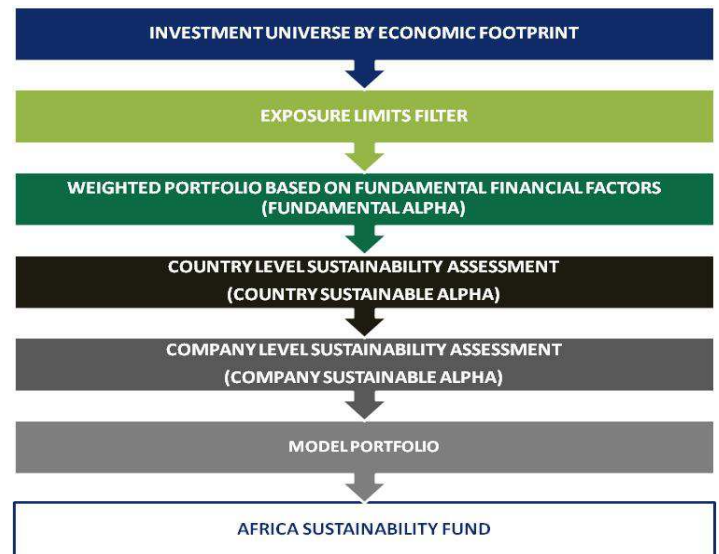 INVESTMENT UNIVERSE BY ECONOMIC FOOTPRINT
EXPOSURE LIMITS FILTER
WEIGHTED PORTFOLIO BASED ON FUNDAMENTAL FINANCIAL FACTORS
(FUNDAMENTAL ALPHA)
COUNTRY LEVEL SUSTAINABILITY ASSESSMENT
(COUNTRY SUSTAINABLE ALPHA)
COMPANY LEVEL SUSTAINABILITY ASSESSMENT
(COMPANY SUSTAINABLE ALPHA)
MODEL PORTFOLIO
AFRICA SUSTAINABILITY FUND